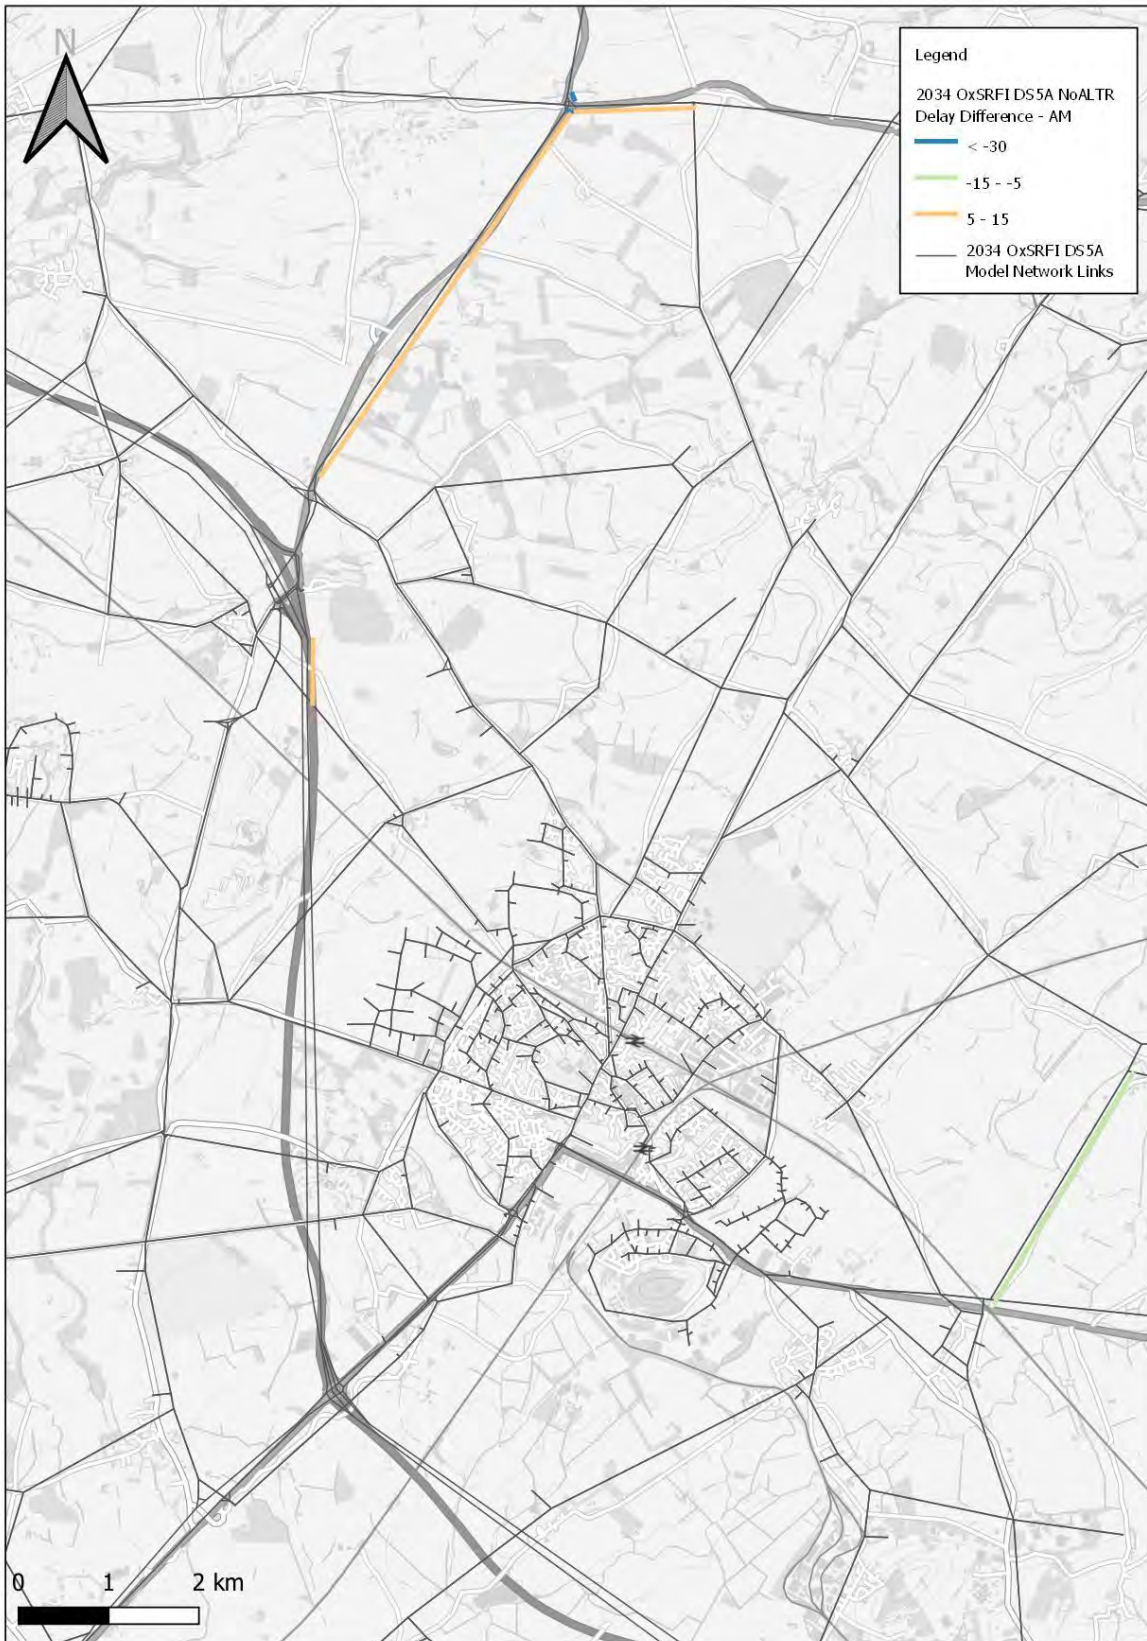 N
Legend
2034 OxSRFI DS5A NoALTR
Delay Difference - AM
< -30
-15 - -5
5 - 15
2034 OxSRFI DS5A
Model Network Links
0 1 2 km